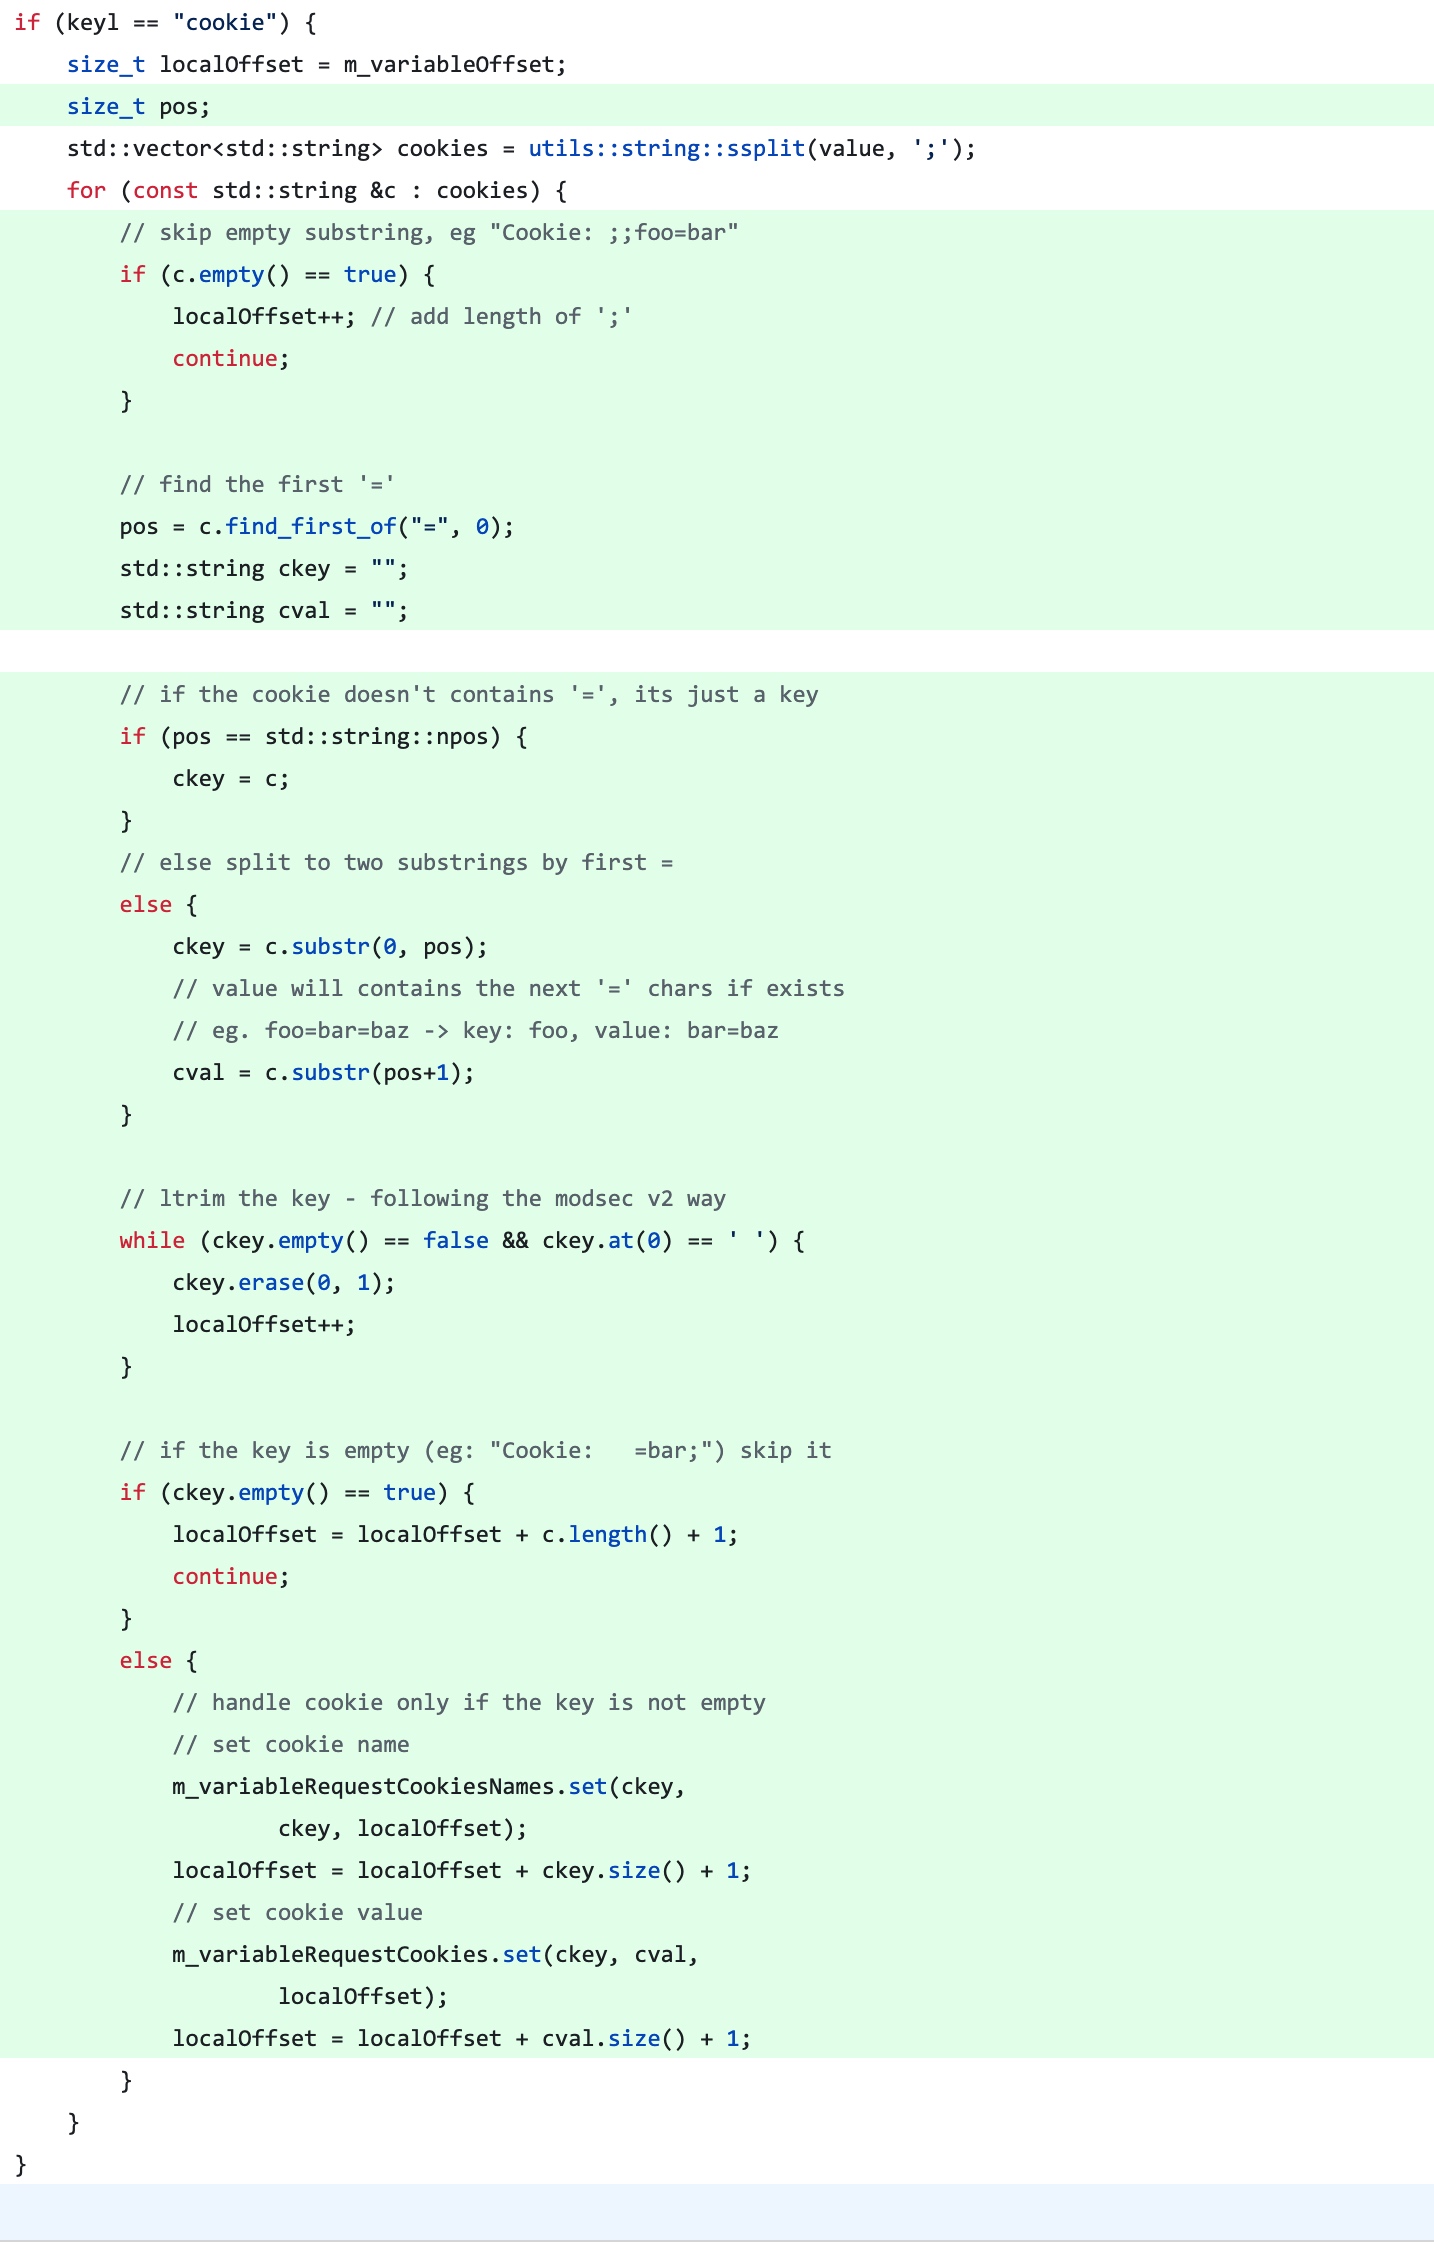 if (keyl == "cookie") {
    size_t localOffset = m_variableOffset;
    size_t pos;
    std::vector<std::string> cookies = utils::string::ssplit(value, ';');
    for (const std::string &c : cookies) {
        // skip empty substring, eg "Cookie: ;;foo=bar"
        if (c.empty() == true) {
            localOffset++; // add length of ';'
            continue;
        }

        // find the first '='
        pos = c.find_first_of("=", 0);
        std::string ckey = "";
        std::string cval = "";

        // if the cookie doesn't contains '=', its just a key
        if (pos == std::string::npos) {
            ckey = c;
        }
        // else split to two substrings by first =
        else {
            ckey = c.substr(0, pos);
            // value will contains the next '=' chars if exists
            // eg. foo=bar=baz -> key: foo, value: bar=baz
            cval = c.substr(pos+1);
        }

        // ltrim the key - following the modsec v2 way
        while (ckey.empty() == false && ckey.at(0) == ' ') {
            ckey.erase(0, 1);
            localOffset++;
        }

        // if the key is empty (eg: "Cookie:   =bar;") skip it
        if (ckey.empty() == true) {
            localOffset = localOffset + c.length() + 1;
            continue;
        }
        else {
            // handle cookie only if the key is not empty
            // set cookie name
            m_variableRequestCookiesNames.set(ckey,
                    ckey, localOffset);
            localOffset = localOffset + ckey.size() + 1;
            // set cookie value
            m_variableRequestCookies.set(ckey, cval,
                    localOffset);
            localOffset = localOffset + cval.size() + 1;
        }
    }
}